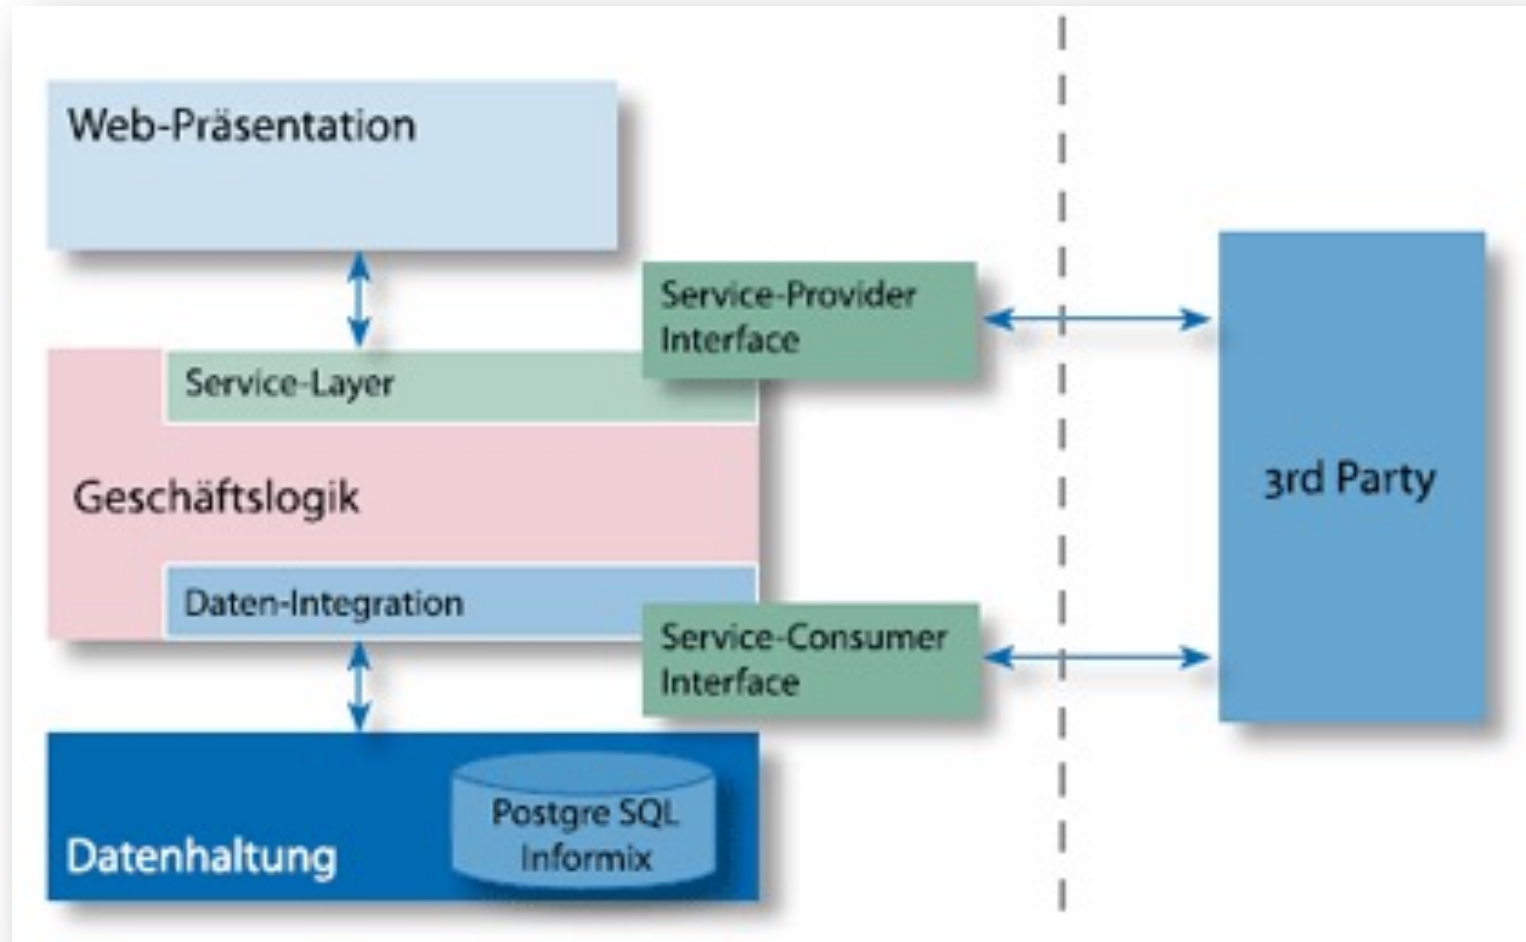 Web-Präsentation
Service-Provider
Interface
Service-Layer
Geschäftslogik
3rd Party
Daten-Integration
Service-Consumer
Interface
Postgre SQL
Informix
Datenhaltung